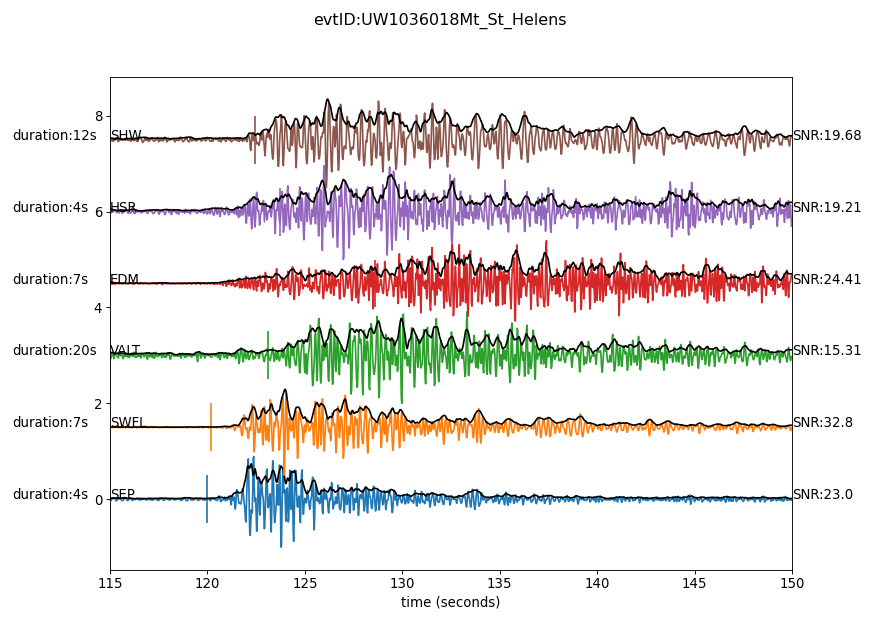 evtID:UW1036018Mt_St_Helens
8
duration:12s SHW SNR:19.68
duration:4s HSR SNR:19.21
6
duration:7s EDM SNR:24.41
4
duration:20s VALT SNR:15.31
2
duration:7s SWFL SNR:32.8
duration:4s SEP SNR:23.0
0
115 120 125 130 135 140 145 150
time (seconds)